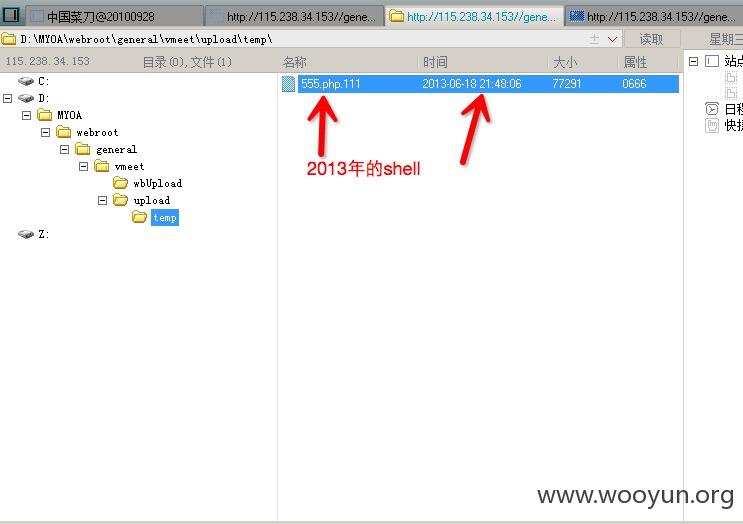 中国菜刀@20100928
http://115.238.34.153//gene...
http://115.238.34.153//gene...
http://115.238.34.153//gene...
D:\MYOA\webroot\general\vmeet\upload\temp\
读取
星期三
115.238.34.153
目录(0),文件(1)
名称
时间
大小
属性
C:
D:
MYOA
webroot
general
vmeet
wbUpload
upload
temp
Z:
555.php.111
2013-06-18 21:48:06
77291
0666
2013年的shell
站点
日程
快捷
www.wooyun.org